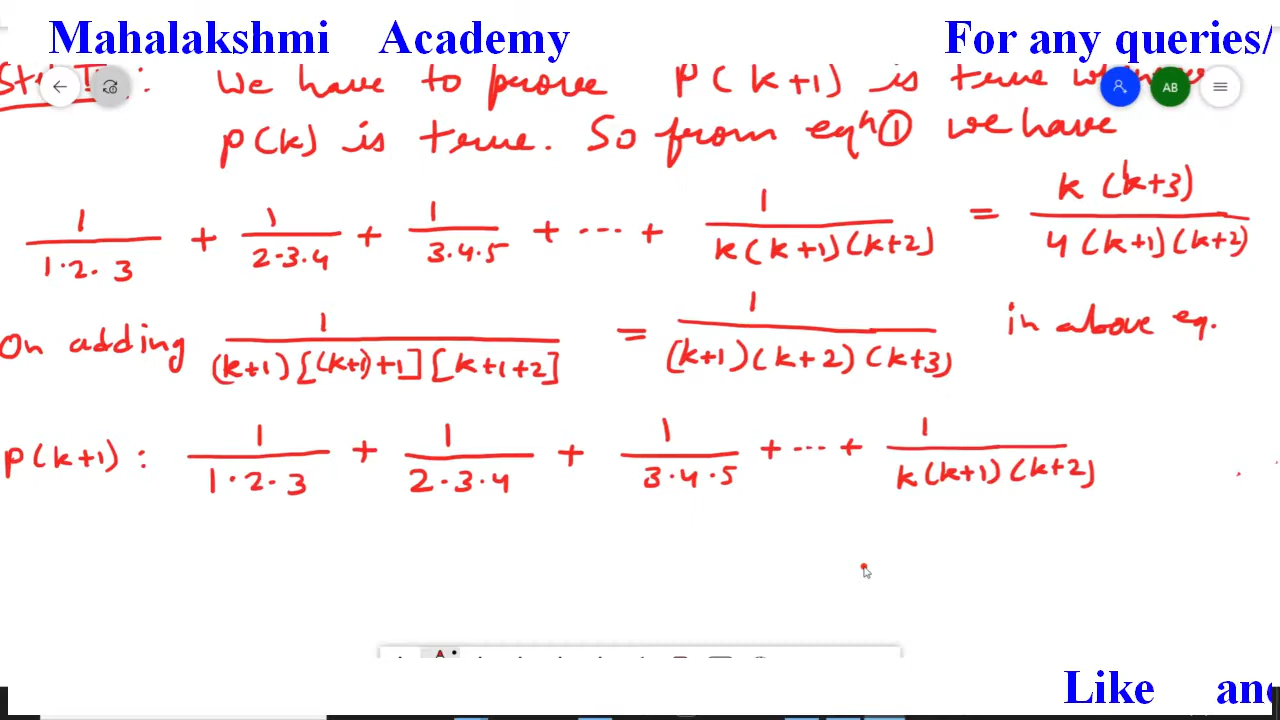 Mahalakshmi Academy For any queries/
We have to prove P(k+1) is true
P(k) is true. So from eqⁿ ① we have
1/(1·2·3) + 1/(2·3·4) + 1/(3·4·5) + ··· + 1/(k(k+1)(k+2)) = k(k+3)/(4(k+1)(k+2))
On adding 1/((k+1)[(k+1)+1][k+1+2]) = 1/((k+1)(k+2)(k+3)) in above eq.
P(k+1) : 1/(1·2·3) + 1/(2·3·4) + 1/(3·4·5) + ··· + 1/(k(k+1)(k+2))
Like
AB